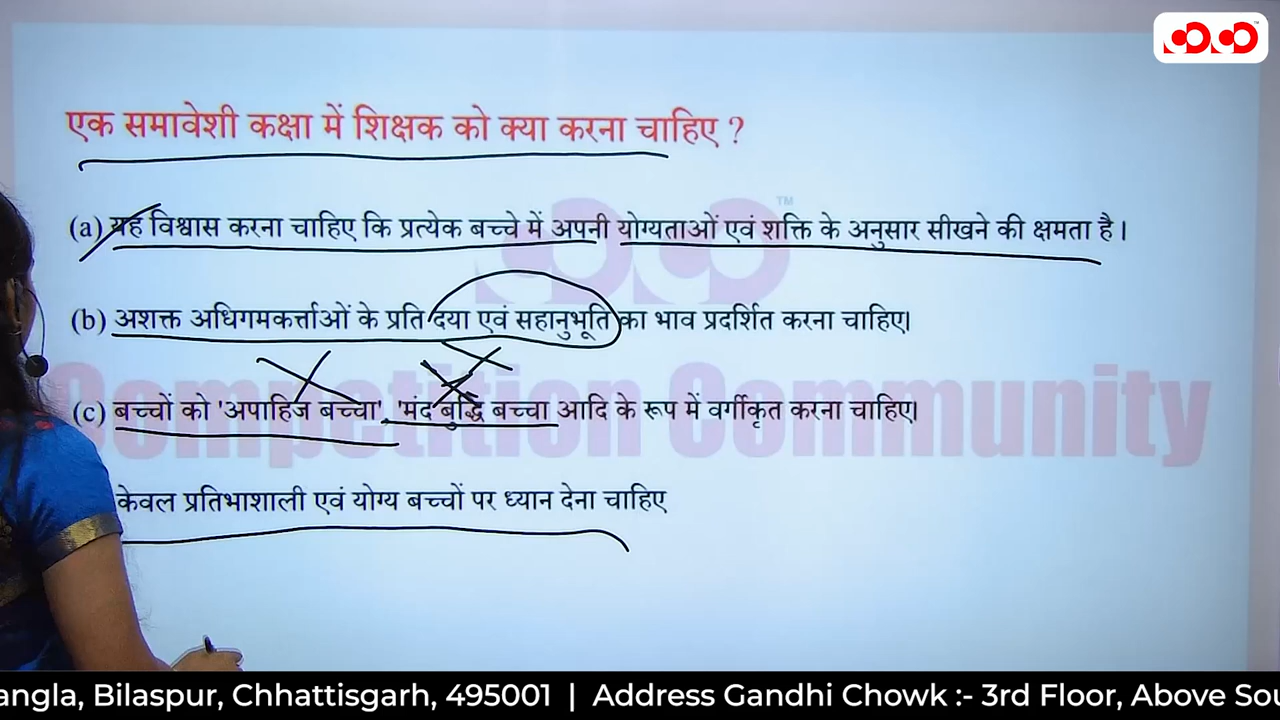 एक समावेशी कक्षा में शिक्षक को क्या करना चाहिए ?
(a) यह विश्वास करना चाहिए कि प्रत्येक बच्चे में अपनी योग्यताओं एवं शक्ति के अनुसार सीखने की क्षमता है।
TM
(b) अशक्त अधिगमकर्त्ताओं के प्रति दया एवं सहानुभूति का भाव प्रदर्शित करना चाहिए।
(c) बच्चों को 'अपाहिज बच्चा', 'मंद बुद्धि बच्चा आदि के रूप में वर्गीकृत करना चाहिए।
Competition Community
केवल प्रतिभाशाली एवं योग्य बच्चों पर ध्यान देना चाहिए
angla, Bilaspur, Chhattisgarh, 495001 | Address Gandhi Chowk :- 3rd Floor, Above Sou